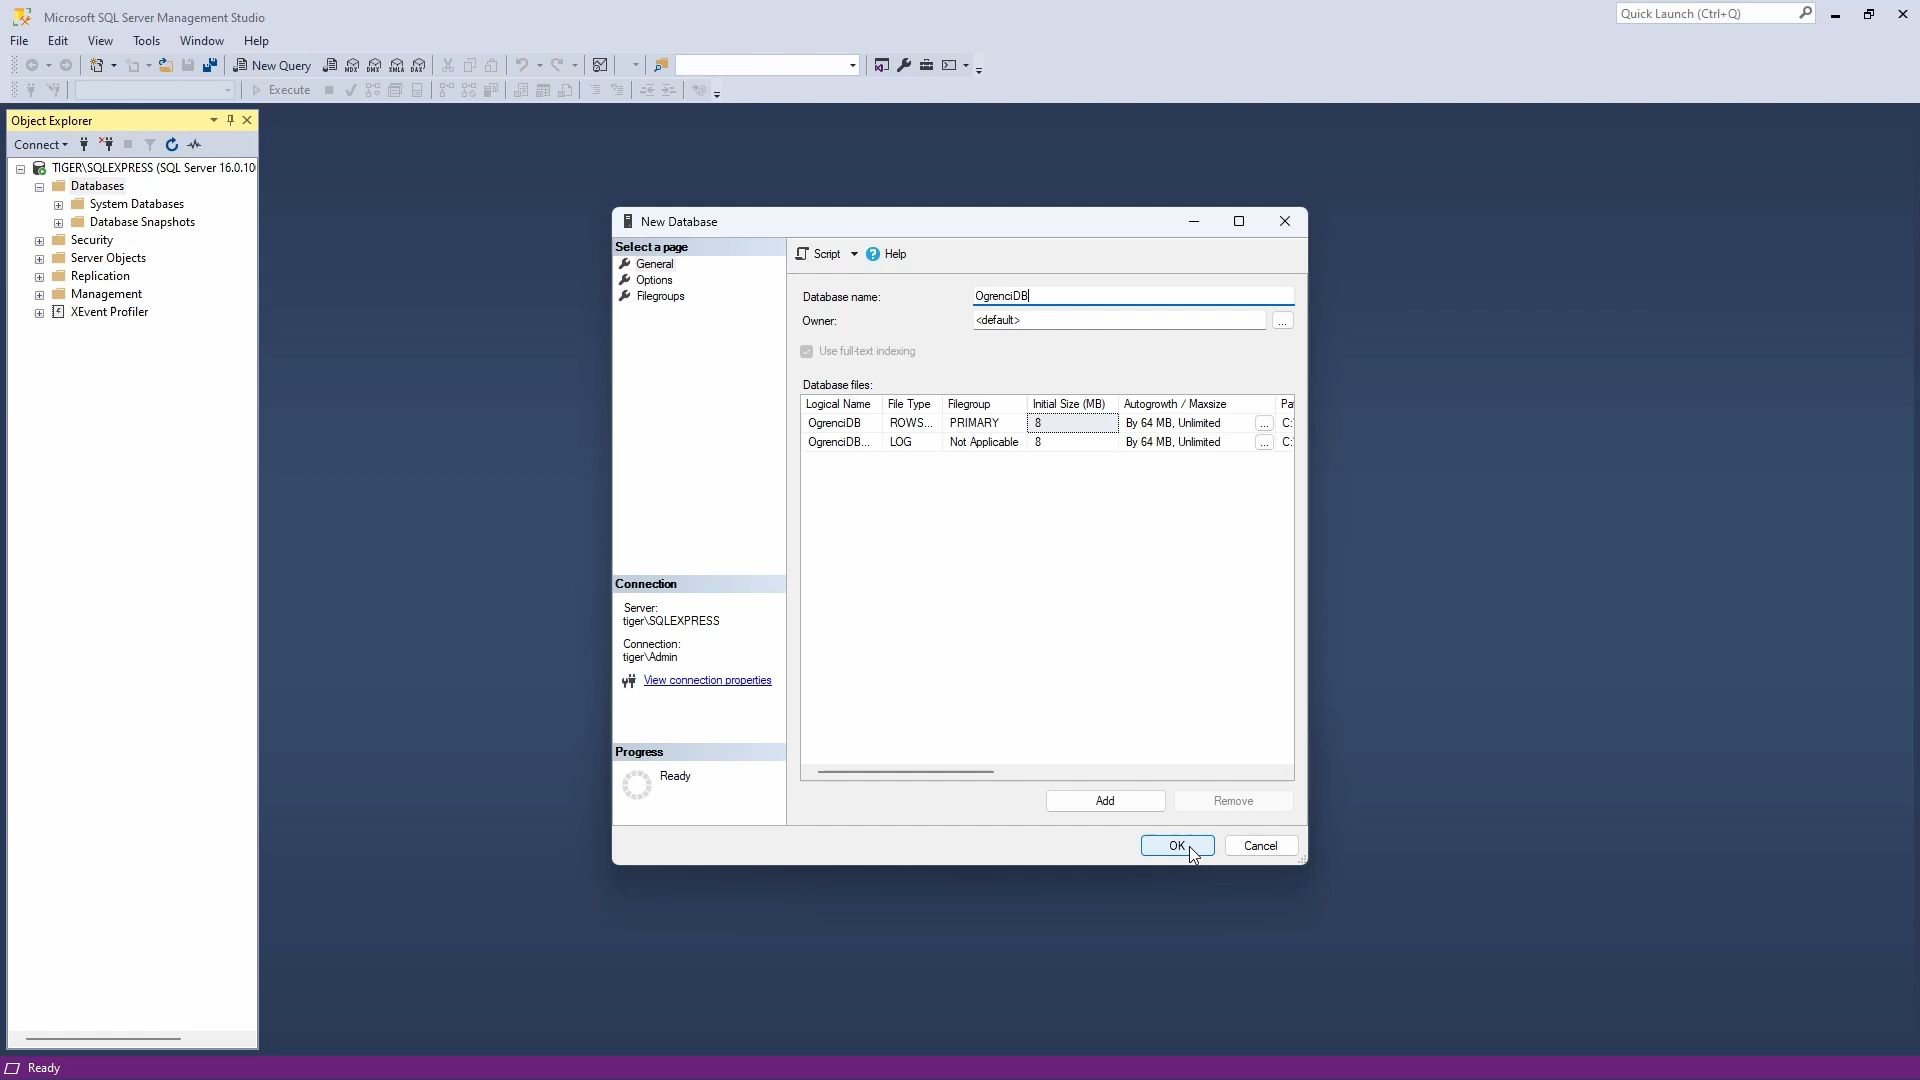 Microsoft SQL Server Management Studio
Quick Launch (Ctrl+Q)
File Edit View Tools Window Help
New Query
MDX DMX XMLA DAX
Execute
Object Explorer
Connect
TIGER\SQLEXPRESS (SQL Server 16.0.10
Databases
System Databases
Database Snapshots
Security
Server Objects
Replication
Management
XEvent Profiler
New Database
Select a page
General
Options
Filegroups
Script Help
Database name: OgrenciDB
Owner: <default> ...
Use full-text indexing
Database files:
Logical Name File Type Filegroup Initial Size (MB) Autogrowth / Maxsize Pa
OgrenciDB ROWS... PRIMARY 8 By 64 MB, Unlimited ... C:\
OgrenciDB... LOG Not Applicable 8 By 64 MB, Unlimited ... C:\
Connection
Server:
tiger\SQLEXPRESS
Connection:
tiger\Admin
View connection properties
Progress
Ready
Add Remove
OK Cancel
Ready